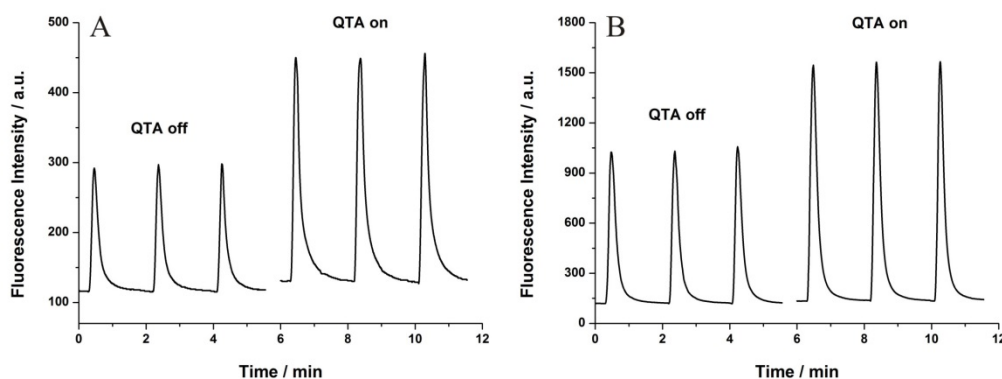 A
QTA on
QTA off
Fluorescence Intensity / a.u.
500
400
300
200
100
0
2
4
6
8
10
12
Time / min
B
QTA on
QTA off
Fluorescence Intensity / a.u.
1800
1500
1200
900
600
300
0
0
2
4
6
8
10
12
Time / min